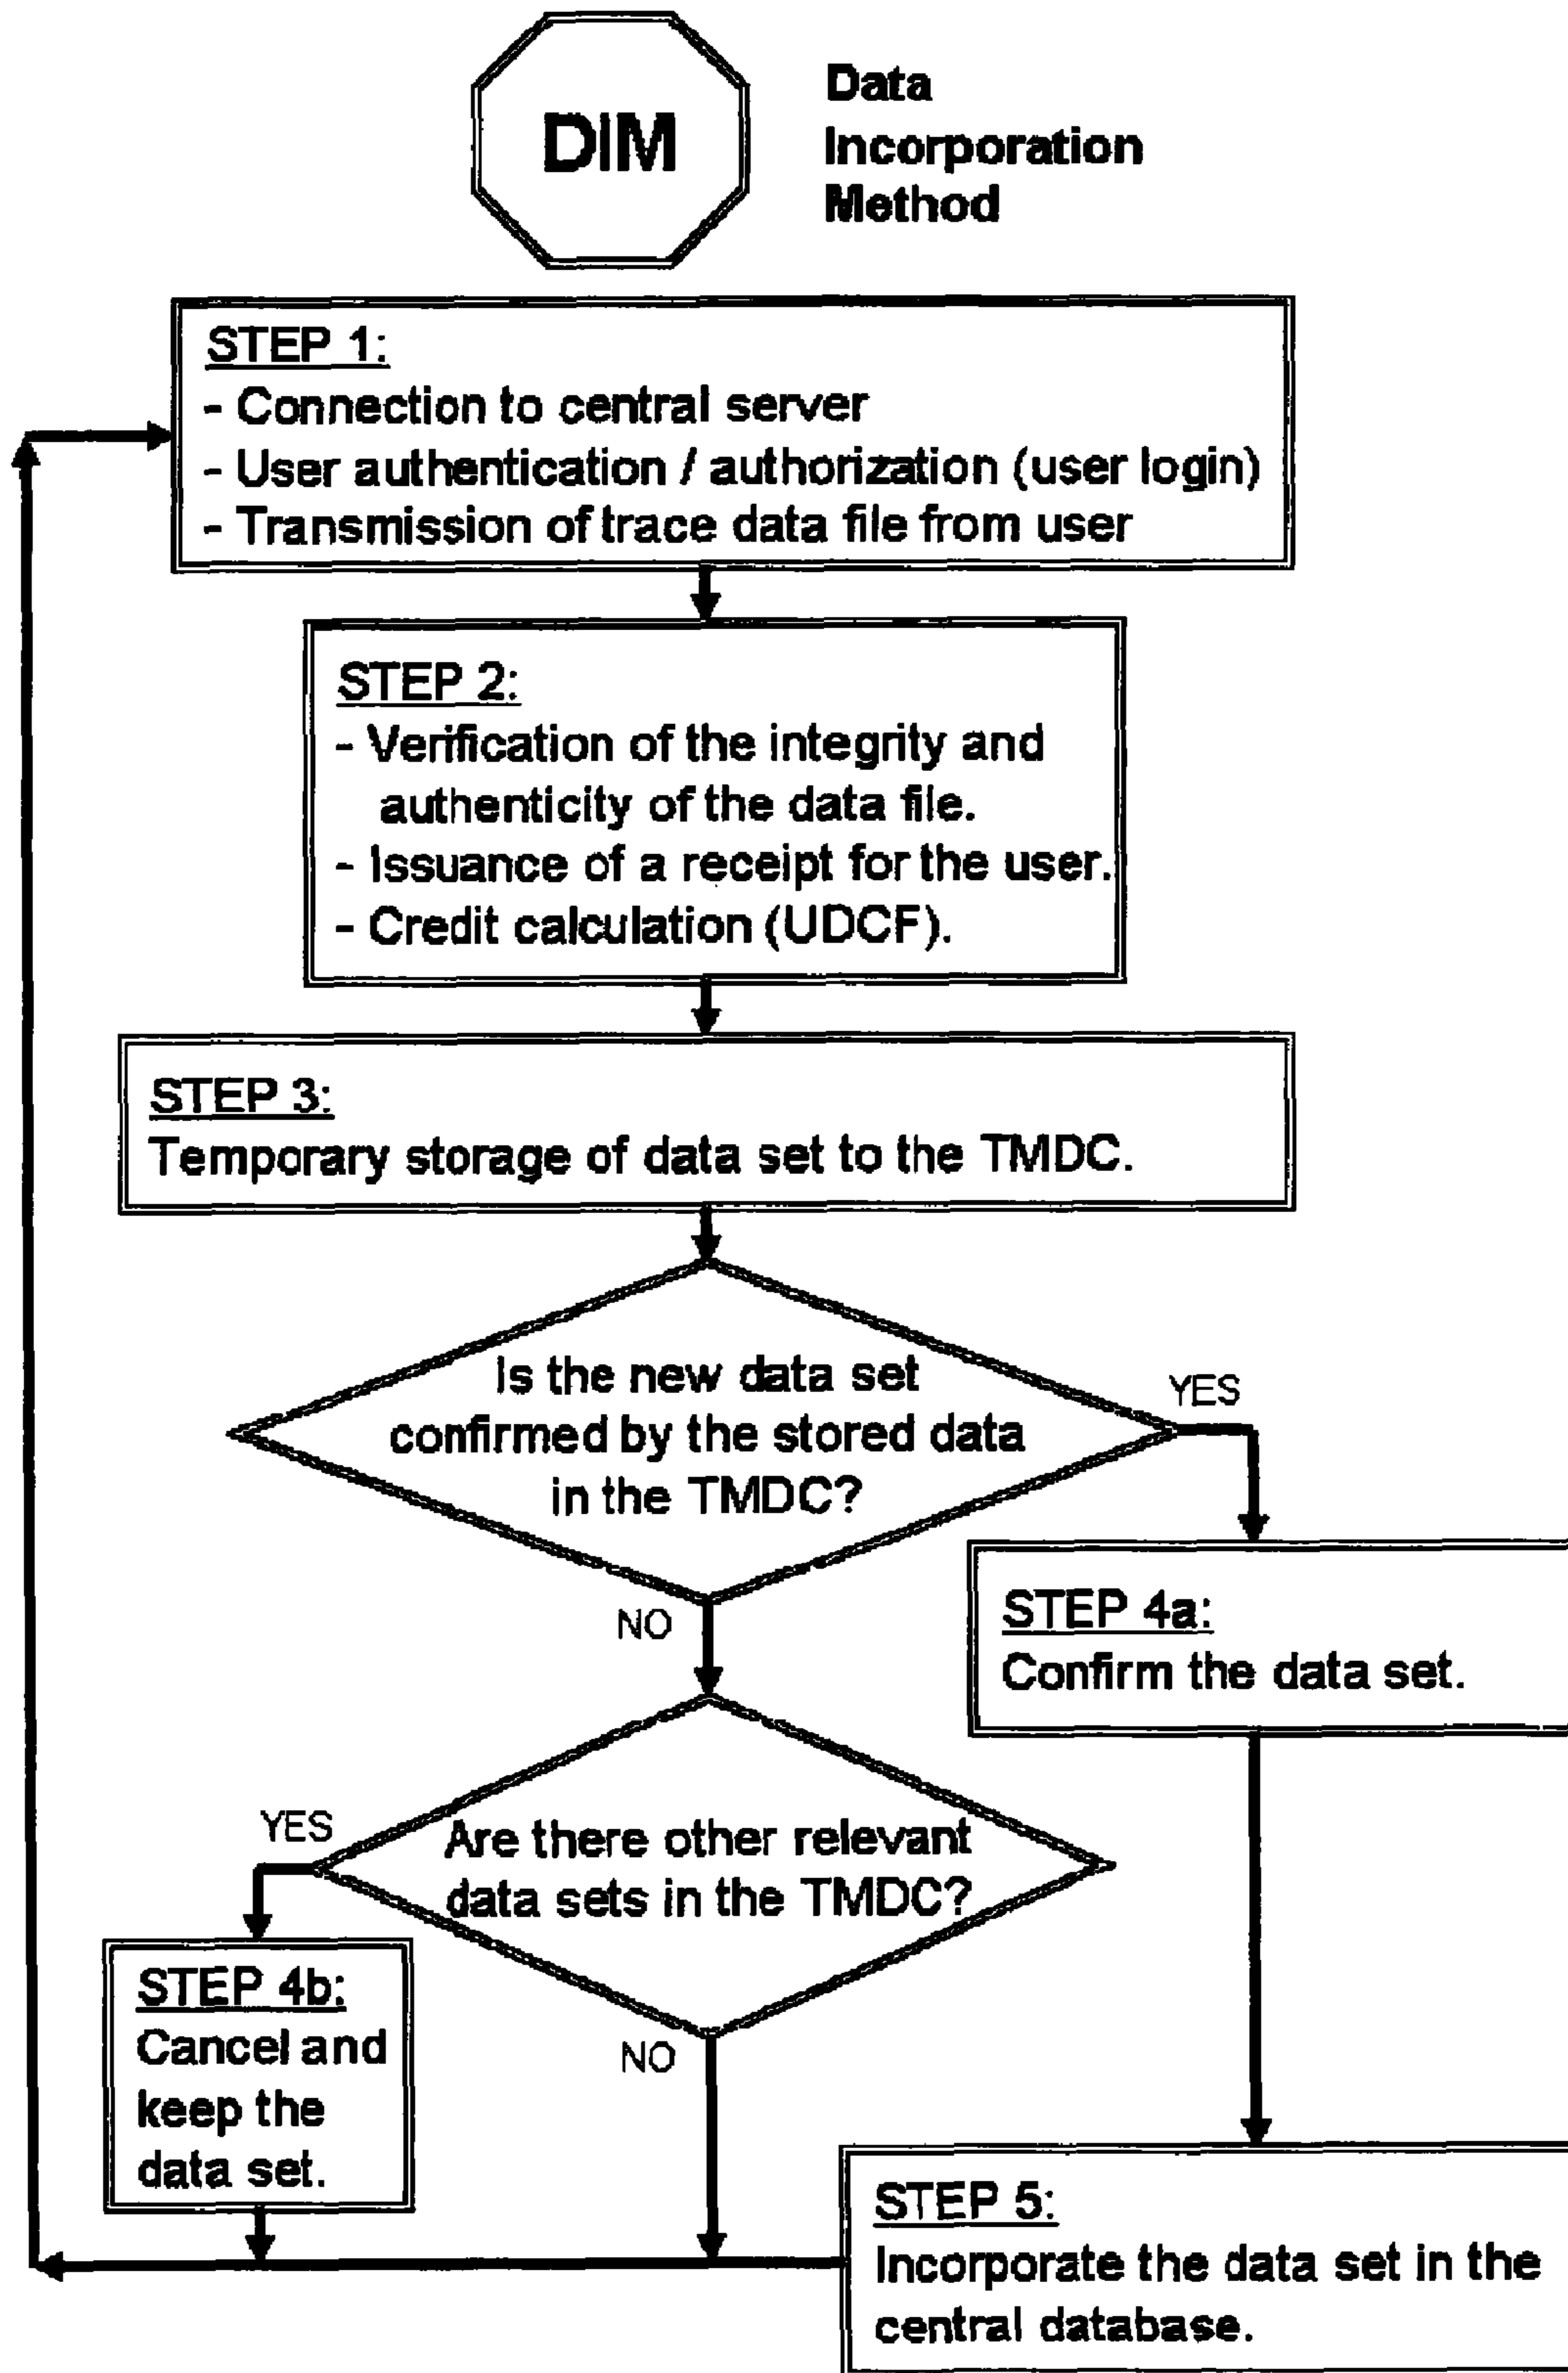 DIM
Data
Incorporation
Method
STEP 1:
- Connection to central server
- User authentication / authorization (user login)
- Transmission of trace data file from user
STEP 2:
- Verification of the integrity and
authenticity of the data file.
- Issuance of a receipt for the user.
- Credit calculation (UDCF).
STEP 3:
Temporary storage of data set to the TMDC.
Is the new data set
confirmed by the stored data
in the TMDC?
YES
NO
STEP 4a:
Confirm the data set.
Are there other relevant
data sets in the TMDC?
YES
NO
STEP 4b:
Cancel and
keep the
data set.
STEP 5:
Incorporate the data set in the
central database.